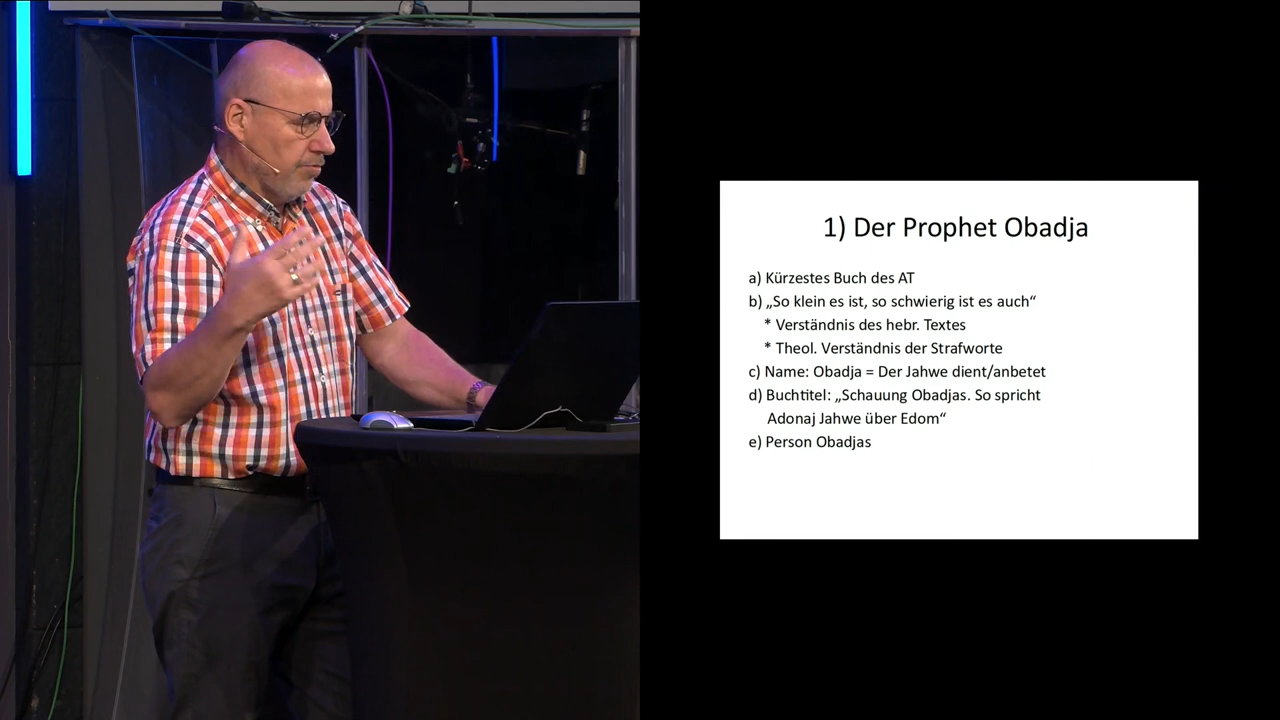 1) Der Prophet Obadja
a) Kürzestes Buch des AT
b) „So klein es ist, so schwierig ist es auch“
* Verständnis des hebr. Textes
* Theol. Verständnis der Strafworte
c) Name: Obadja = Der Jahwe dient/anbetet
d) Buchtitel: „Schauung Obadjas. So spricht
Adonaj Jahwe über Edom“
e) Person Obadjas